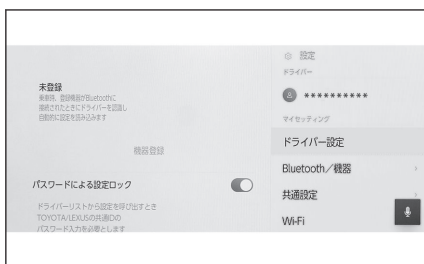 未登録
乗車時、登録機器がBluetoothに
接続されたときにドライバーを認識し
自動的に設定を読み込みます
機器登録
パスワードによる設定ロック
ドライバーリストから設定を呼び出すとき
TOYOTA/LEXUSの共通IDの
パスワード入力を必要とします
設定
ドライバー
**********
マイセッティング
ドライバー設定
Bluetooth／機器
共通設定
Wi-Fi